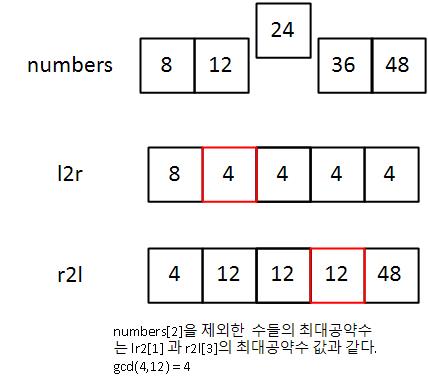 24
numbers 8 12 36 48
l2r 8 4 4 4 4
r2l 4 12 12 12 48
numbers[2]을 제외한 수들의 최대공약수
는 lr2[1] 과 r2l[3]의 최대공약수 값과 같다.
gcd(4,12) = 4